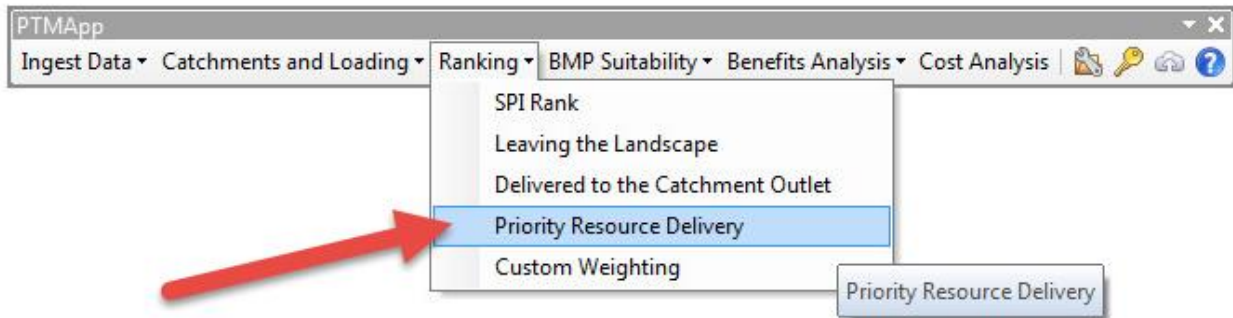 PTMApp
Ingest Data Catchments and Loading Ranking BMP Suitability Benefits Analysis Cost Analysis
SPI Rank
Leaving the Landscape
Delivered to the Catchment Outlet
Priority Resource Delivery
Custom Weighting
Priority Resource Delivery